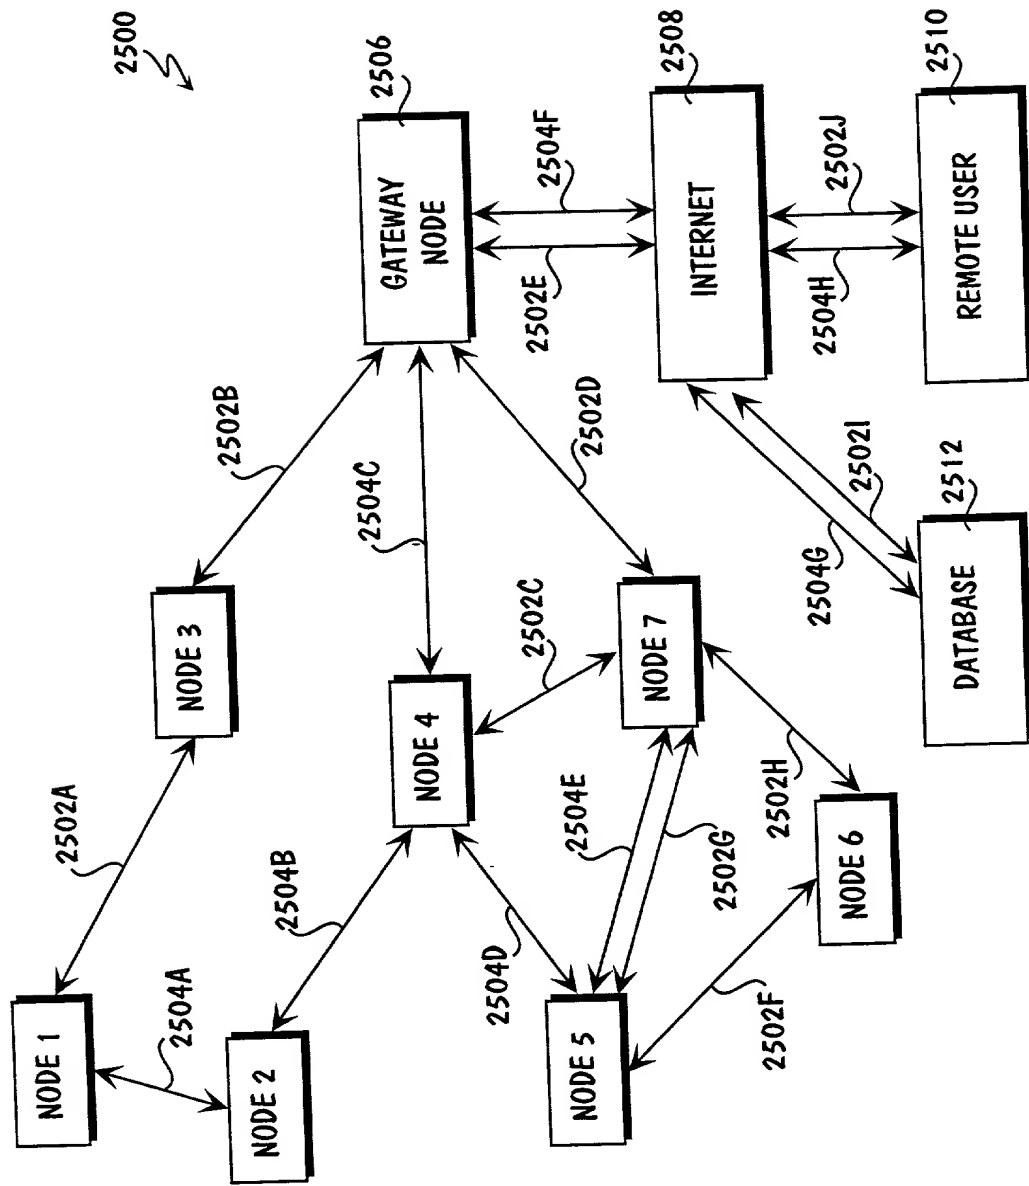 2500
NODE 1
2502A
NODE 3
2502B
GATEWAY
NODE
2506
2504A
NODE 2
2504B
NODE 4
2504C
2504D
2502C
2502D
2502E
2504F
NODE 5
2504E
2502G
NODE 7
INTERNET
2508
2502F
NODE 6
2502H
2504G
2502I
2504H
2502J
DATABASE
2512
REMOTE USER
2510